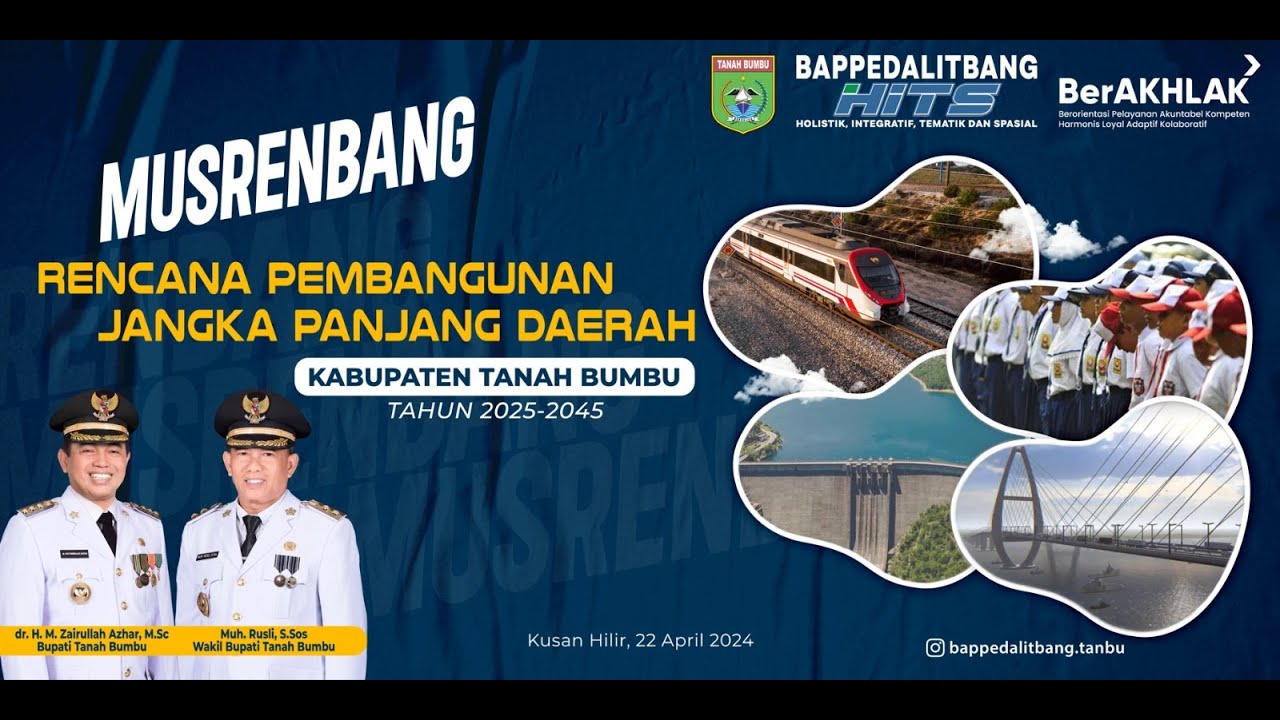 TANAH BUMBU
BAPPEDALITBANG
HITS
HOLISTIK, INTEGRATIF, TEMATIK DAN SPASIAL
BerAKHLAK
Berorientasi Pelayanan Akuntabel Kompeten
Harmonis Loyal Adaptif Kolaboratif
MUSRENBANG
RENCANA PEMBANGUNAN
JANGKA PANJANG DAERAH
KABUPATEN TANAH BUMBU
TAHUN 2025-2045
dr. H. M. Zairullah Azhar, M.Sc
Bupati Tanah Bumbu
Muh. Rusli, S.Sos
Wakil Bupati Tanah Bumbu
Kusan Hilir, 22 April 2024
bappedalitbang.tanbu